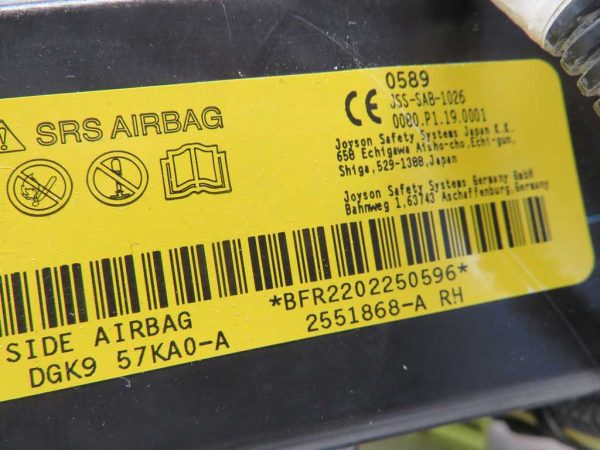 0589
CE JSS-SAB-1026
0080.P1.19.0001
SRS AIRBAG
Joyson Safety Systems Japan K.K.
658 Echigawa Aisho-cho,Echi-gun,
Shiga,529-1388,Japan
Joyson Safety Systems Germany GmbH
Bahnweg 1,63743 Aschaffenburg,Germany
*BFR2202250596*
SIDE AIRBAG 2551868-A RH
DGK9 57KA0-A